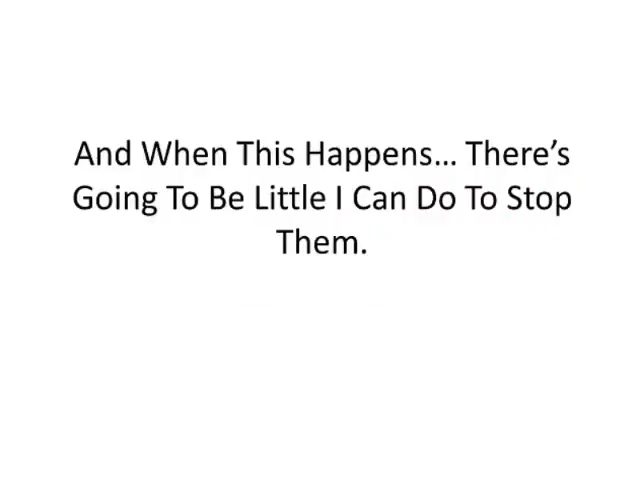 And When This Happens… There’s
Going To Be Little I Can Do To Stop
Them.